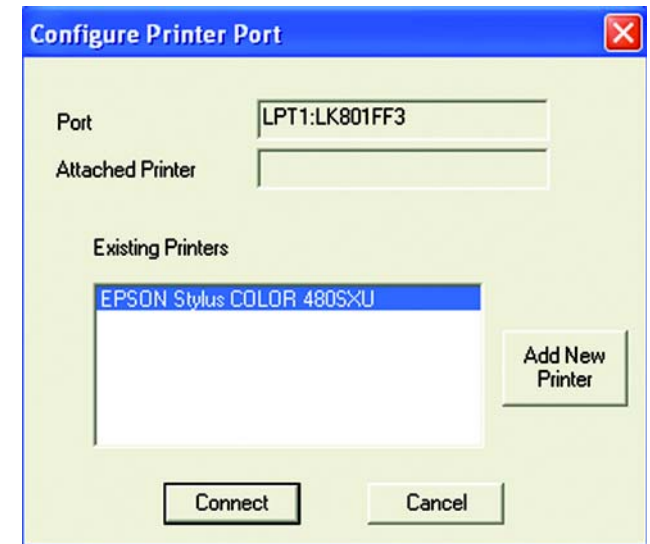 Configure Printer Port
Port
LPT1:LK801FF3
Attached Printer
Existing Printers
EPSON Stylus COLOR 480SXU
Add New
Printer
Connect
Cancel